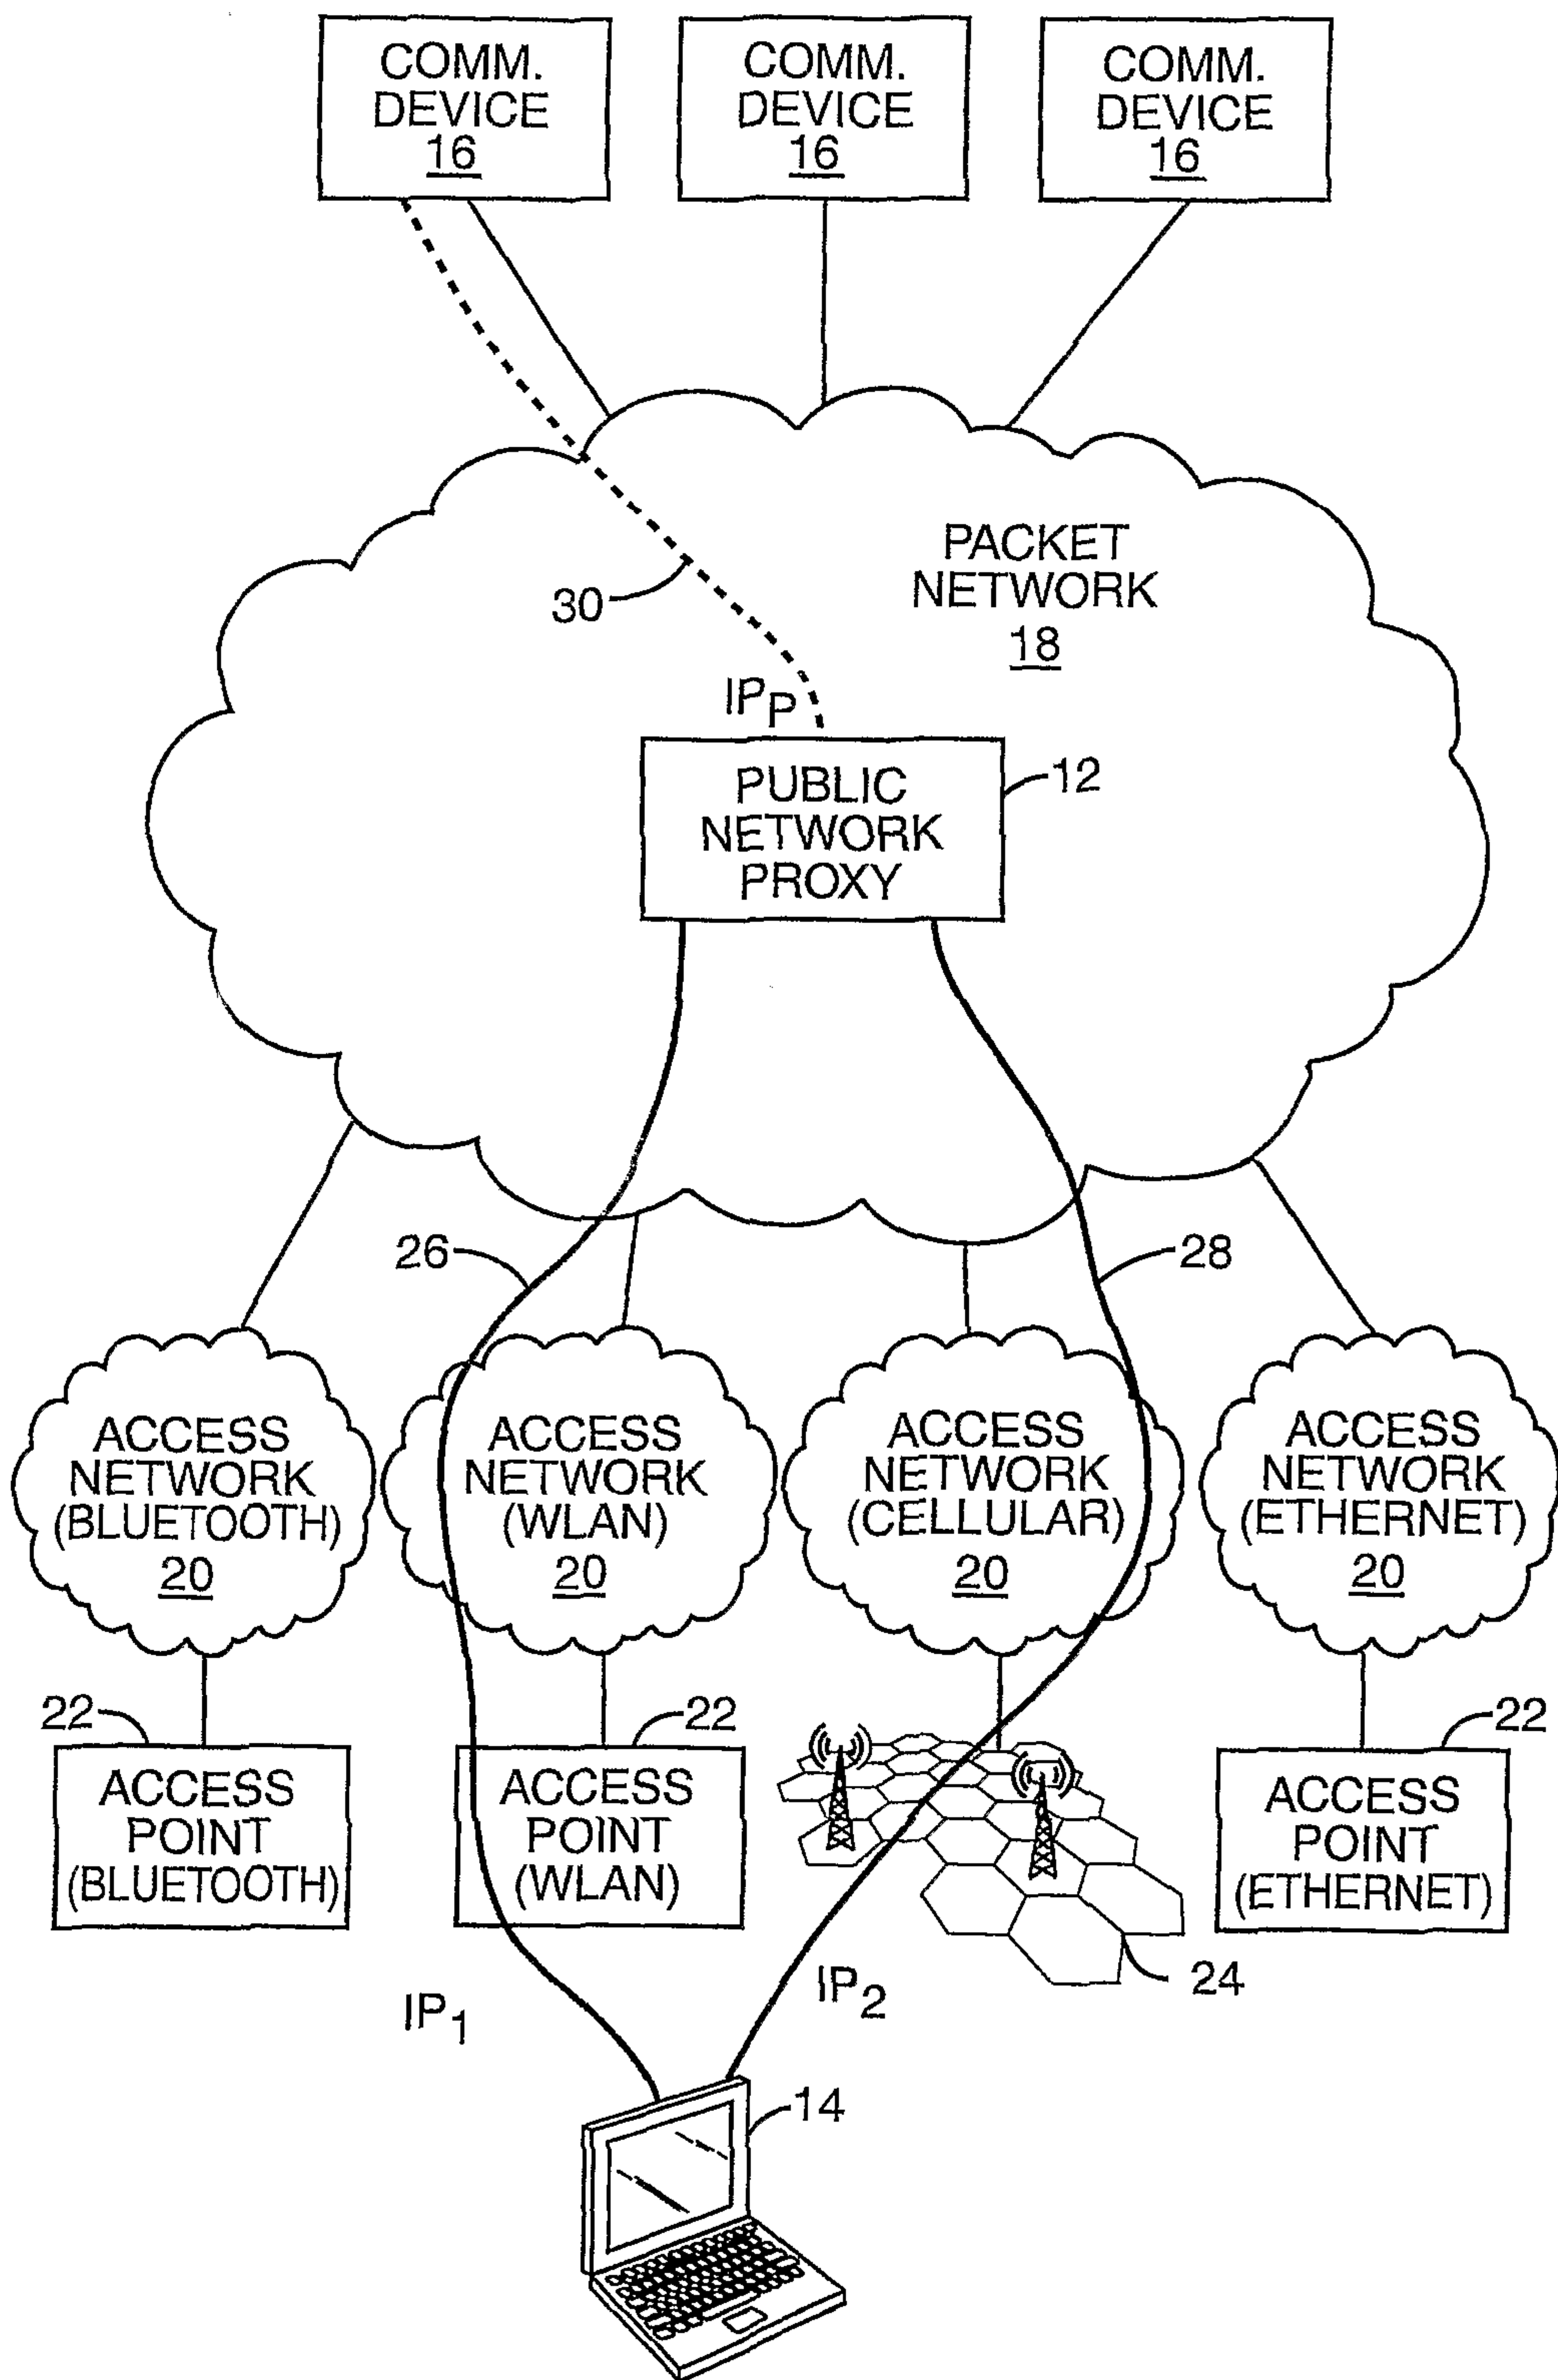 COMM.
DEVICE
16
COMM.
DEVICE
16
COMM.
DEVICE
16
PACKET
NETWORK
18
30
IPP
PUBLIC
NETWORK
PROXY
12
26
28
ACCESS
NETWORK
(BLUETOOTH)
20
ACCESS
NETWORK
(WLAN)
20
ACCESS
NETWORK
(CELLULAR)
20
ACCESS
NETWORK
(ETHERNET)
20
22
ACCESS
POINT
(BLUETOOTH)
22
ACCESS
POINT
(WLAN)
24
22
ACCESS
POINT
(ETHERNET)
IP1
IP2
14